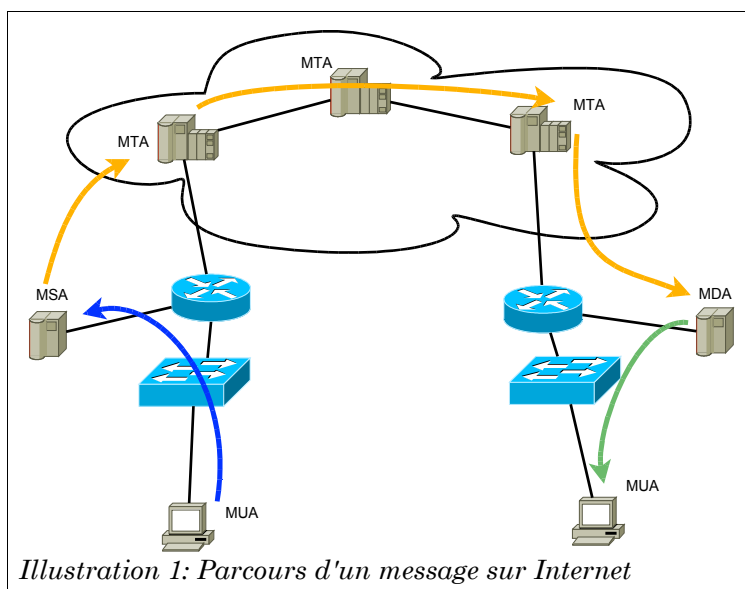 MTA
MTA
MTA
MSA
MDA
MUA
MUA
Illustration 1: Parcours d'un message sur Internet